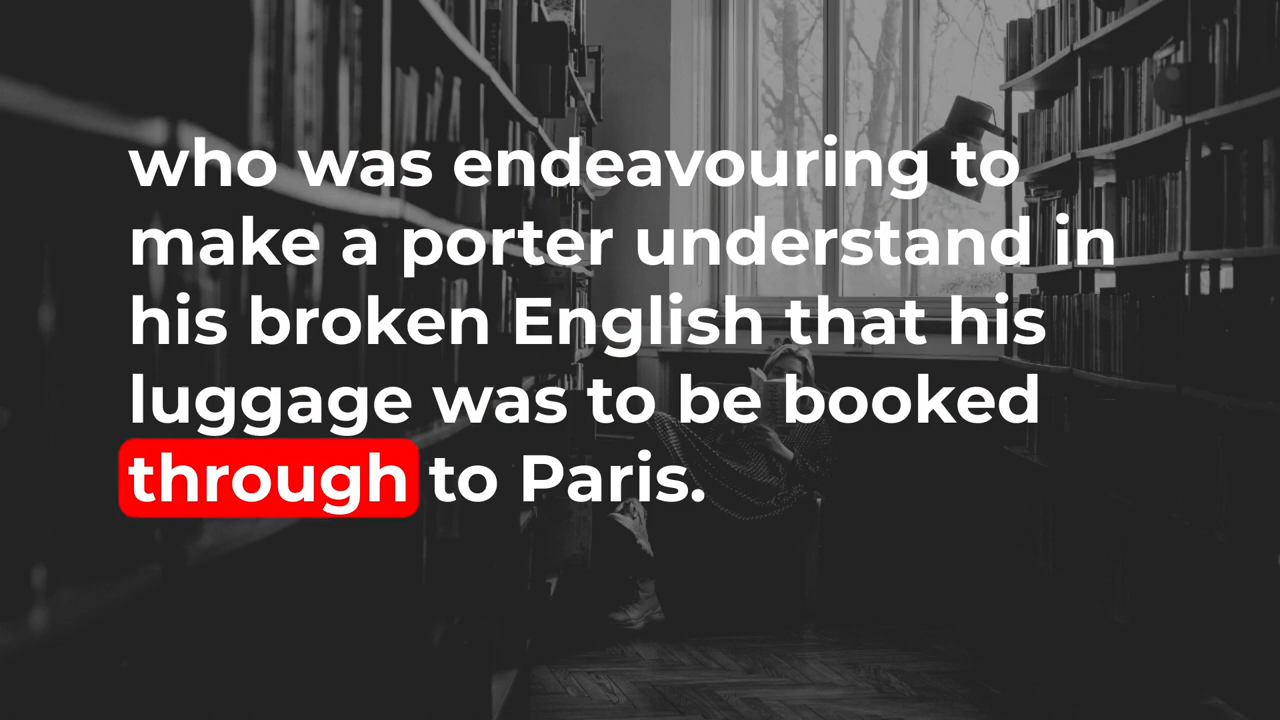 who was endeavouring to
make a porter understand in
his broken English that his
luggage was to be booked
through to Paris.